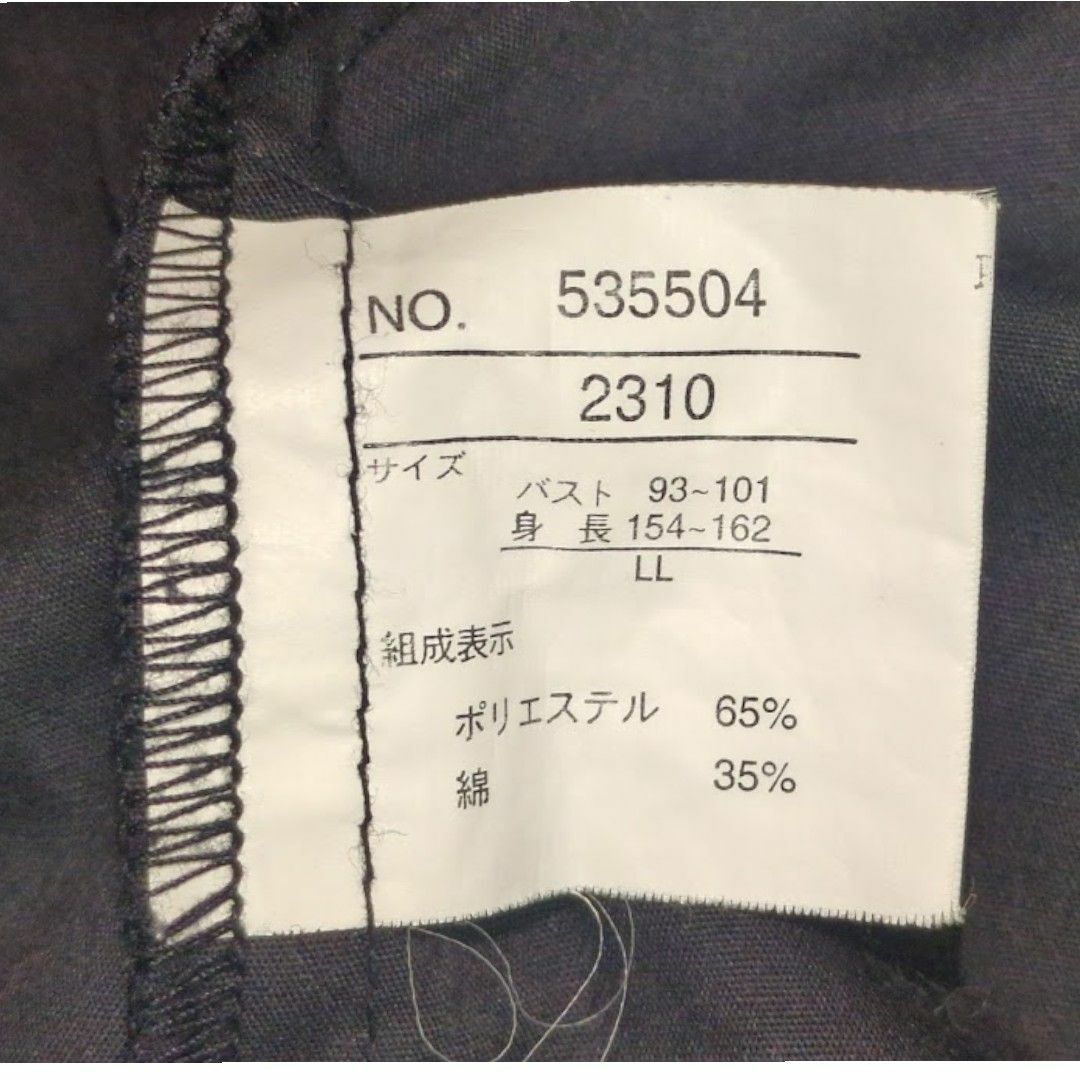 NO. 535504
2310
サイズ
バスト 93~101
身 長 154~162
LL
組成表示
ポリエステル 65%
綿 35%